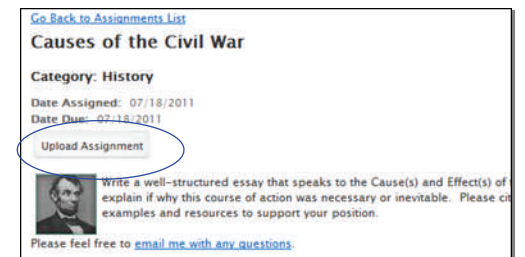 Go Back to Assignments List
Causes of the Civil War
Category: History
Date Assigned: 07/18/2011
Date Due: 07/18/2011
Upload Assignment
Write a well-structured essay that speaks to the Cause(s) and Effect(s) of
explain if why this course of action was necessary or inevitable. Please cit
examples and resources to support your position.
Please feel free to email me with any questions.